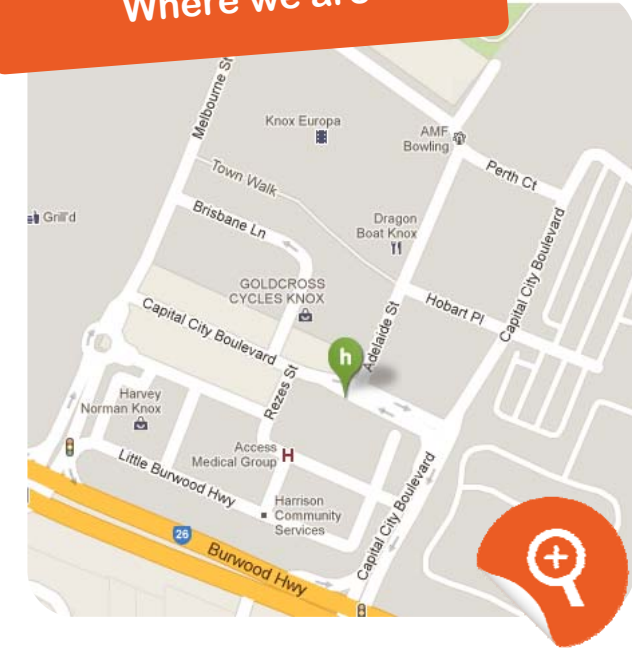 Where we are
Melbourne St
Knox Europa
AMF
Bowling
Perth Ct
Town Walk
Grill'd
Brisbane Ln
Dragon
Boat Knox
Capital City Boulevard
GOLDCROSS
CYCLES KNOX
Hobart Pl
Capital City Boulevard
Adelaide St
h
Rezes St
Harvey
Norman Knox
Access
Medical Group
H
Little Burwood Hwy
Harrison
Community
Services
Capital City Boulevard
26
Burwood Hwy